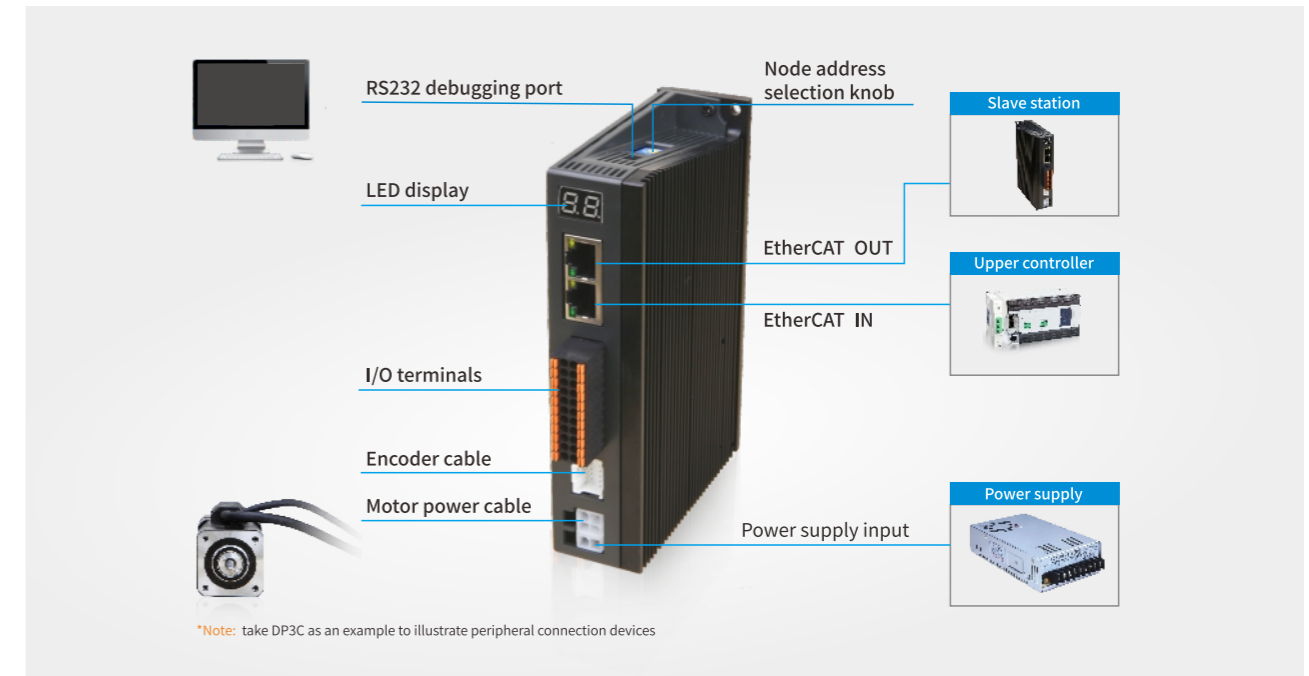 RS232 debugging port
Node address
selection knob
Slave station
LED display
8.8.
EtherCAT OUT
Upper controller
EtherCAT IN
I/O terminals
Encoder cable
Motor power cable
Power supply
Power supply input
*Note: take DP3C as an example to illustrate peripheral connection devices